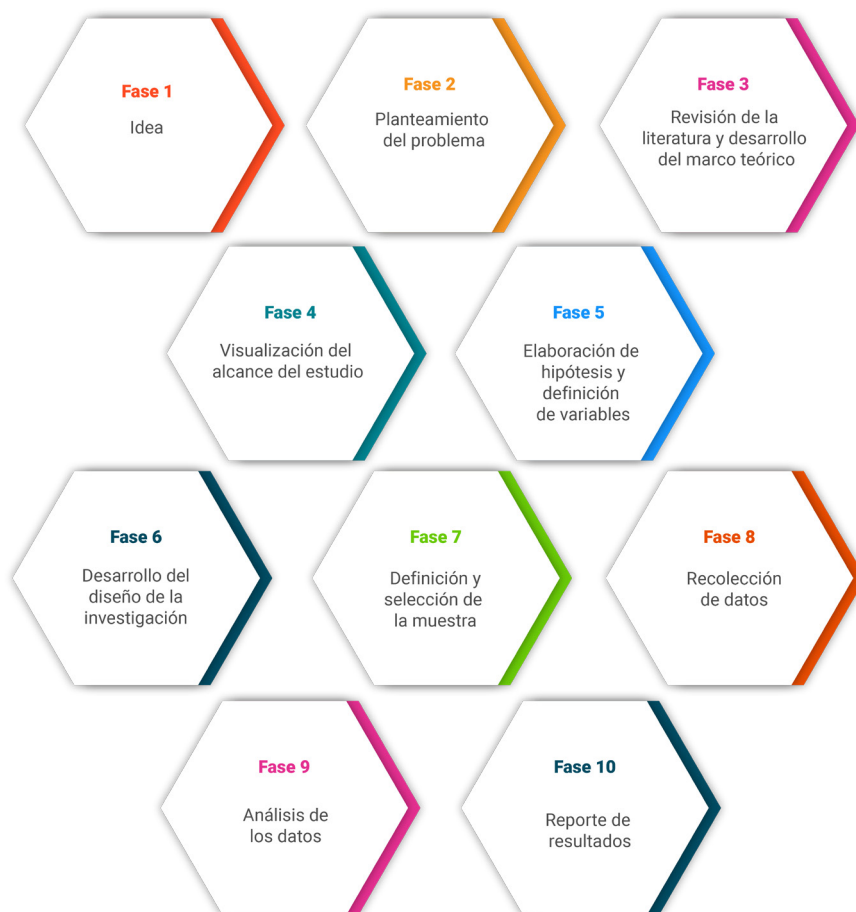 Fase 1
Idea
Fase 2
Planteamiento
del problema
Fase 3
Revisión de la
literatura y desarrollo
del marco teórico
Fase 4
Visualización del
alcance del estudio
Fase 5
Elaboración de
hipótesis y
definición
de variables
Fase 6
Desarrollo del
diseño de la
investigación
Fase 7
Definición y
selección de
la muestra
Fase 8
Recolección
de datos
Fase 9
Análisis de
los datos
Fase 10
Reporte de
resultados